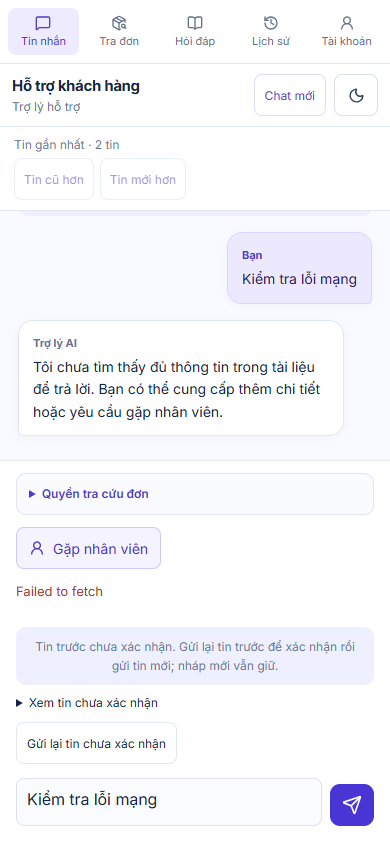 Tin nhắn
Tra đơn
Hỏi đáp
Lịch sử
Tài khoản
Hỗ trợ khách hàng
Trợ lý hỗ trợ
Chat mới
Tin gần nhất · 2 tin
Tin cũ hơn
Tin mới hơn
Bạn
Kiểm tra lỗi mạng
Trợ lý AI
Tôi chưa tìm thấy đủ thông tin trong tài liệu
để trả lời. Bạn có thể cung cấp thêm chi tiết
hoặc yêu cầu gặp nhân viên.
Quyền tra cứu đơn
Gặp nhân viên
Failed to fetch
Tin trước chưa xác nhận. Gửi lại tin trước để xác nhận rồi
gửi tin mới; nháp mới vẫn giữ.
Xem tin chưa xác nhận
Gửi lại tin chưa xác nhận
Kiểm tra lỗi mạng